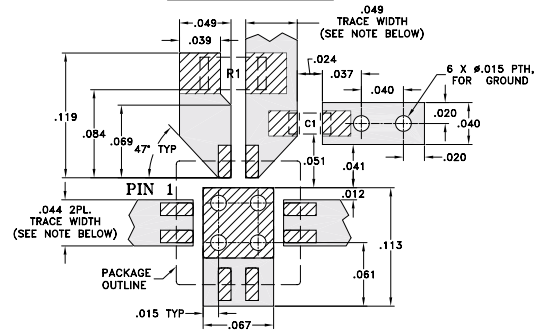 .049
.039
.049
TRACE WIDTH
(SEE NOTE BELOW)
.024
.037
.040
6 X Ø.015 PTH,
FOR GROUND
R1
C1
.020
.040
.020
.119
.084
.069
47° TYP
.051
.041
PIN 1
.012
.044 2PL.
TRACE WIDTH
(SEE NOTE BELOW)
.113
.061
PACKAGE
OUTLINE
.015 TYP
.067